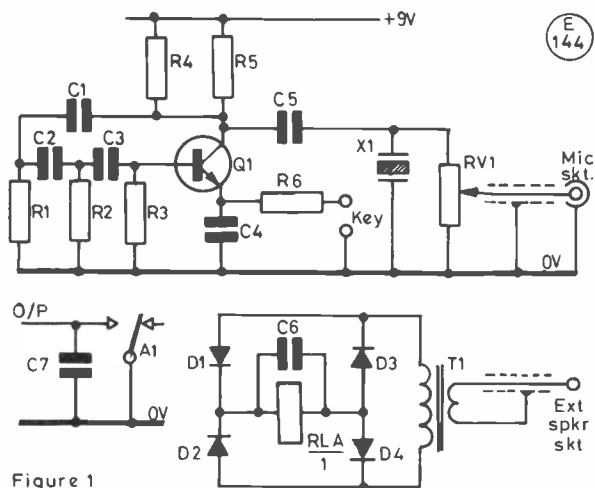 +9V
E
144
R4
R5
C1
C5
C2
C3
X1
RV1
Mic
skt.
Q1
R6
R1
R2
R3
C4
Key
0V
O/P
C7
A1
0V
D1
C6
D3
T1
D2
RLA
1
D4
Ext
spkr
skt
Figure 1